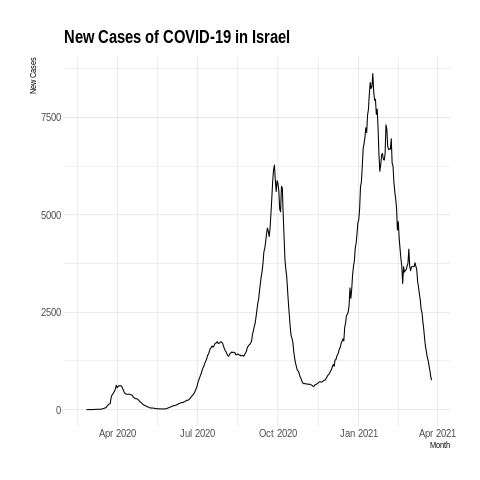 New Cases of COVID-19 in Israel
New Cases
7500
5000
2500
0
Apr 2020 Jul 2020 Oct 2020 Jan 2021 Apr 2021
Month